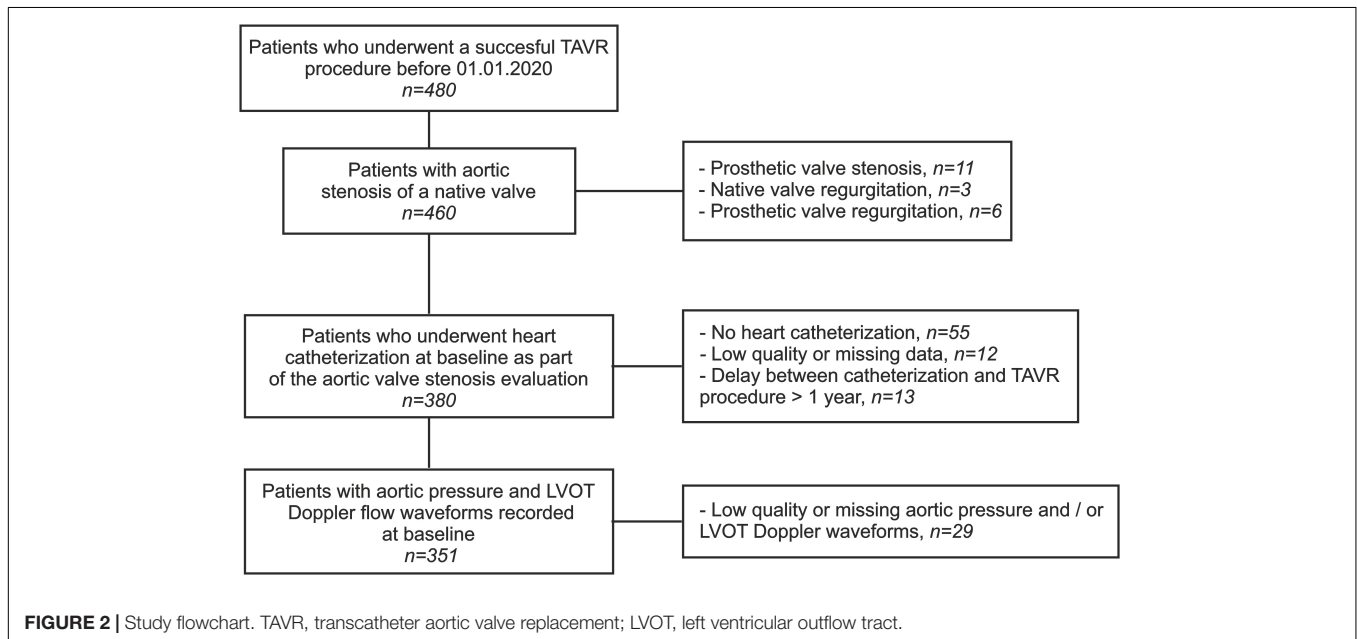 Patients who underwent a succesful TAVR
procedure before 01.01.2020
n=480
Patients with aortic
stenosis of a native valve
n=460
- Prosthetic valve stenosis, n=11
- Native valve regurgitation, n=3
- Prosthetic valve regurgitation, n=6
Patients who underwent heart
catheterization at baseline as part
of the aortic valve stenosis evaluation
n=380
- No heart catheterization, n=55
- Low quality or missing data, n=12
- Delay between catheterization and TAVR
procedure > 1 year, n=13
Patients with aortic pressure and LVOT
Doppler flow waveforms recorded
at baseline
n=351
- Low quality or missing aortic pressure and / or
LVOT Doppler waveforms, n=29
FIGURE 2 | Study flowchart. TAVR, transcatheter aortic valve replacement; LVOT, left ventricular outflow tract.